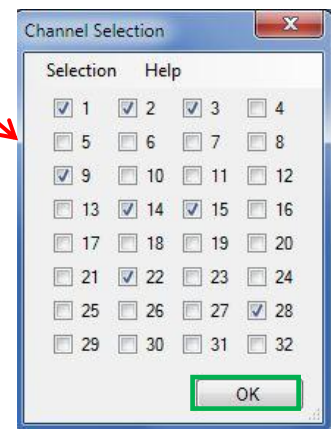 Channel Selection
Selection Help
1 2 3 4
5 6 7 8
9 10 11 12
13 14 15 16
17 18 19 20
21 22 23 24
25 26 27 28
29 30 31 32
OK